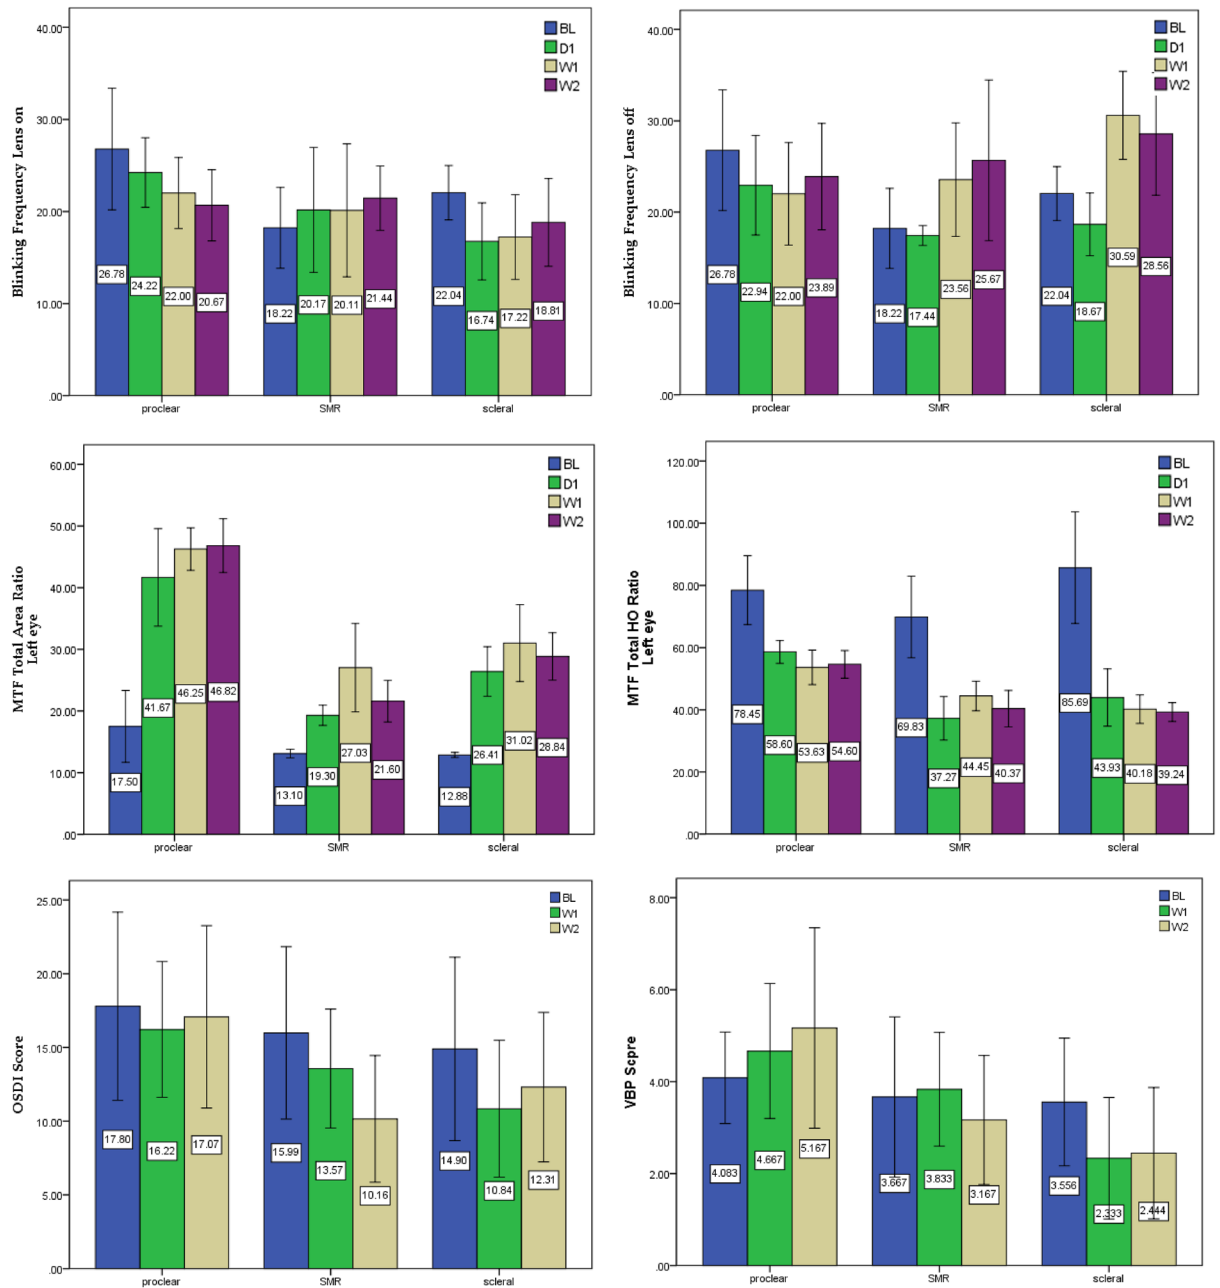 40.00
30.00
20.00
10.00
.00
Blinking Frequency Lens on
BL
D1
W1
W2
26.78
24.22
22.00
20.67
18.22
20.17
20.11
21.44
22.04
16.74
17.22
18.81
proclear SMR scleral
40.00
30.00
20.00
10.00
.00
Blinking Frequency Lens off
BL
D1
W1
W2
26.78
22.94
22.00
23.89
18.22
17.44
23.56
25.67
22.04
18.67
30.59
28.56
proclear SMR scleral
60.00
50.00
40.00
30.00
20.00
10.00
.00
MTF Total Area Ratio
Left eye
BL
D1
W1
W2
17.50
41.67
46.25
46.82
13.10
19.30
27.03
21.60
12.88
26.41
31.02
28.84
proclear SMR scleral
120.00
100.00
80.00
60.00
40.00
20.00
.00
MTF Total HO Ratio
Left eye
BL
D1
W1
W2
78.45
58.60
53.63
54.60
69.83
37.27
44.45
40.37
85.69
43.93
40.18
39.24
proclear SMR scleral
25.00
20.00
15.00
10.00
5.00
.00
OSDI Score
BL
W1
W2
17.80
16.22
17.07
15.99
13.57
10.16
14.90
10.84
12.31
proclear SMR scleral
8.00
6.00
4.00
2.00
.00
VBP Scpre
BL
W1
W2
4.083
4.667
5.167
3.667
3.833
3.167
3.556
2.333
2.444
proclear SMR scleral